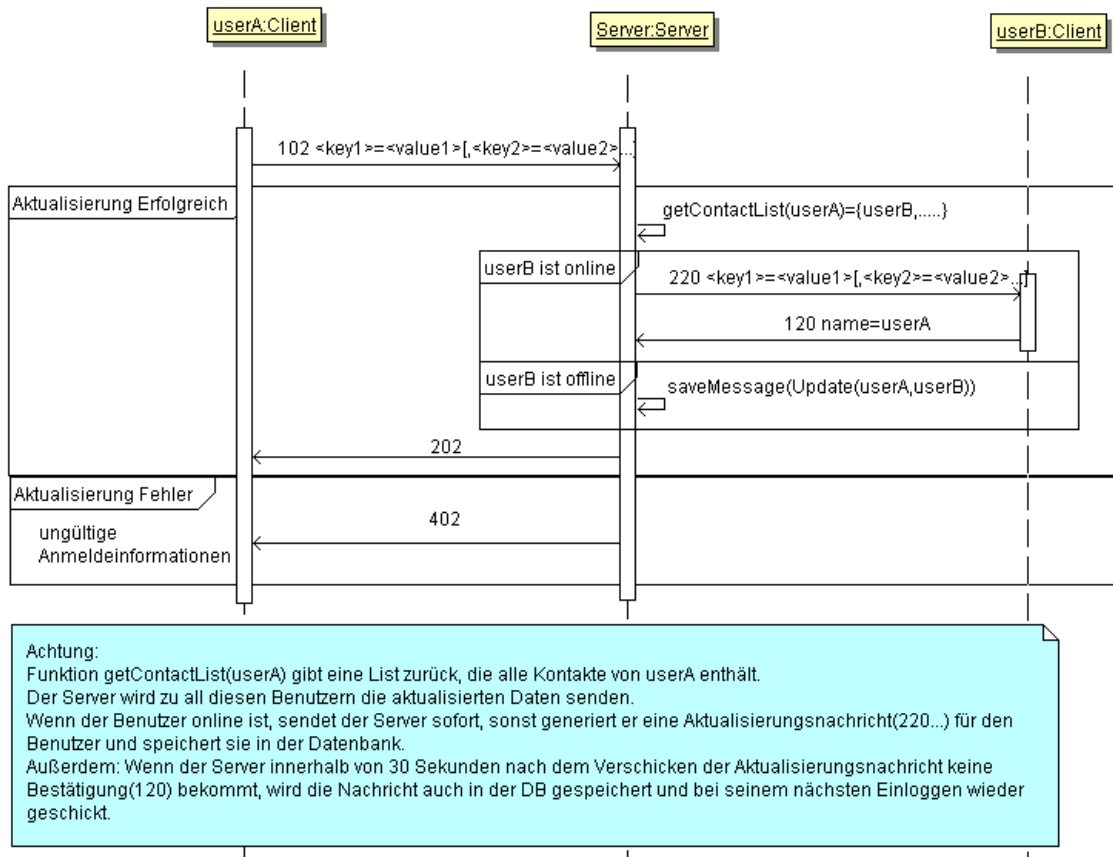 userA:Client
Server:Server
userB:Client
102 <key1>=<value1>[,<key2>=<value2>...]
Aktualisierung Erfolgreich
getContactList(userA)={userB,.....}
userB ist online
220 <key1>=<value1>[,<key2>=<value2>...]
120 name=userA
userB ist offline
saveMessage(Update(userA,userB))
202
Aktualisierung Fehler
402
ungültige
Anmeldeinformationen
Achtung:
Funktion getContactList(userA) gibt eine List zurück, die alle Kontakte von userA enthält.
Der Server wird zu all diesen Benutzern die aktualisierten Daten senden.
Wenn der Benutzer online ist, sendet der Server sofort, sonst generiert er eine Aktualisierungsnachricht(220...) für den
Benutzer und speichert sie in der Datenbank.
Außerdem: Wenn der Server innerhalb von 30 Sekunden nach dem Verschicken der Aktualisierungsnachricht keine
Bestätigung(120) bekommt, wird die Nachricht auch in der DB gespeichert und bei seinem nächsten Einloggen wieder
geschickt.